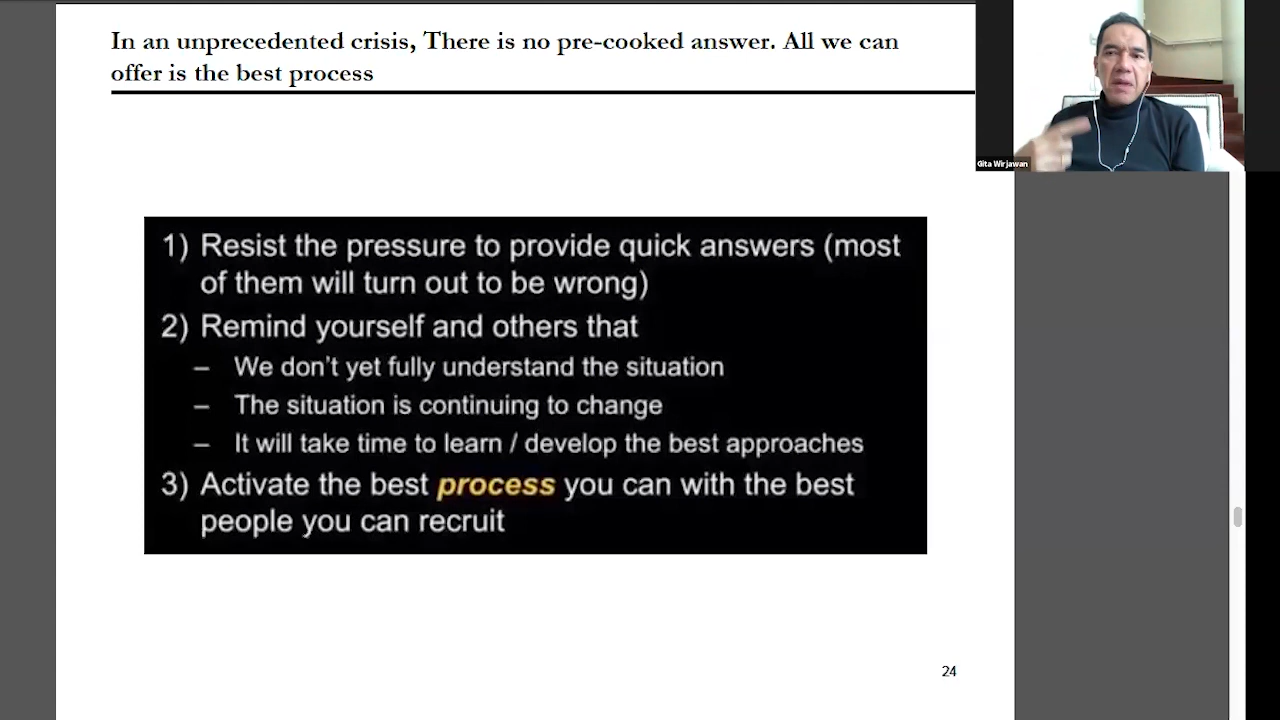 In an unprecedented crisis, There is no pre-cooked answer. All we can
offer is the best process
Gita Wirjawan
1) Resist the pressure to provide quick answers (most
of them will turn out to be wrong)
2) Remind yourself and others that
– We don't yet fully understand the situation
– The situation is continuing to change
– It will take time to learn / develop the best approaches
3) Activate the best process you can with the best
people you can recruit
24